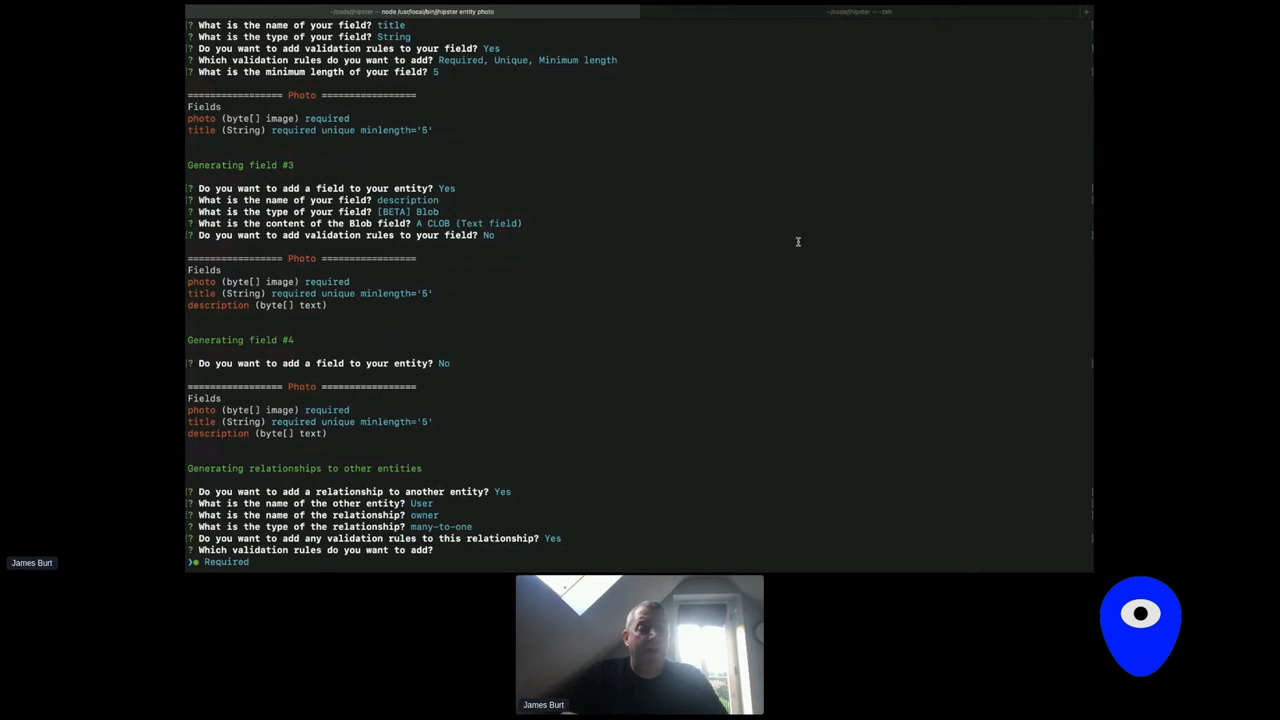 ~/code/jhipster — node /usr/local/bin/jhipster entity photo
~/code/jhipster — -zsh
+
? What is the name of your field? title
? What is the type of your field? String
? Do you want to add validation rules to your field? Yes
? Which validation rules do you want to add? Required, Unique, Minimum length
? What is the minimum length of your field? 5
================= Photo =================
Fields
photo (byte[] image) required
title (String) required unique minlength='5'
Generating field #3
? Do you want to add a field to your entity? Yes
? What is the name of your field? description
? What is the type of your field? [BETA] Blob
? What is the content of the Blob field? A CLOB (Text field)
? Do you want to add validation rules to your field? No
================= Photo =================
Fields
photo (byte[] image) required
title (String) required unique minlength='5'
description (byte[] text)
Generating field #4
? Do you want to add a field to your entity? No
================= Photo =================
Fields
photo (byte[] image) required
title (String) required unique minlength='5'
description (byte[] text)
Generating relationships to other entities
? Do you want to add a relationship to another entity? Yes
? What is the name of the other entity? User
? What is the name of the relationship? owner
? What is the type of the relationship? many-to-one
? Do you want to add any validation rules to this relationship? Yes
? Which validation rules do you want to add?
❯◉ Required
James Burt
James Burt